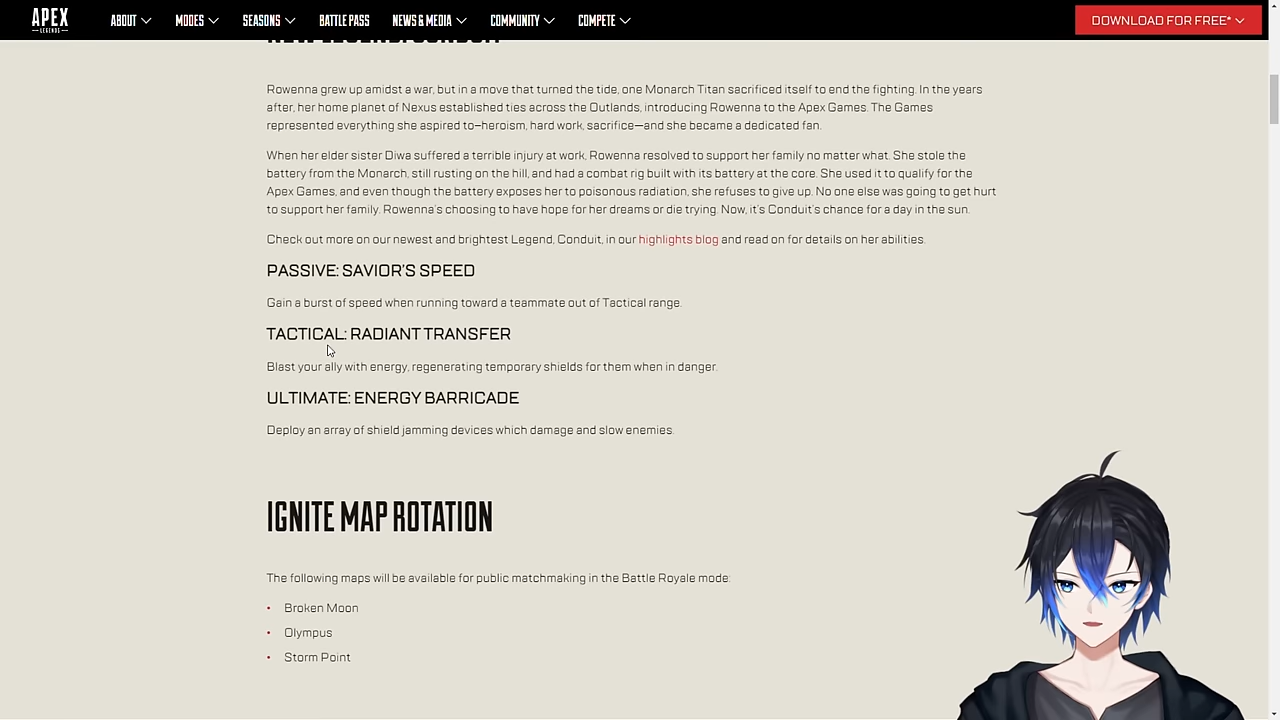 APEX
LEGENDS
ABOUT
MODES
SEASONS
BATTLE PASS
NEWS & MEDIA
COMMUNITY
COMPETE
DOWNLOAD FOR FREE*
Rowenna grew up amidst a war, but in a move that turned the tide, one Monarch Titan sacrificed itself to end the fighting. In the years
after, her home planet of Nexus established ties across the Outlands, introducing Rowenna to the Apex Games. The Games
represented everything she aspired to—heroism, hard work, sacrifice—and she became a dedicated fan.
When her elder sister Diwa suffered a terrible injury at work, Rowenna resolved to support her family no matter what. She stole the
battery from the Monarch, still rusting on the hill, and had a combat rig built with its battery at the core. She used it to qualify for the
Apex Games, and even though the battery exposes her to poisonous radiation, she refuses to give up. No one else was going to get hurt
to support her family. Rowenna's choosing to have hope for her dreams or die trying. Now, it's Conduit's chance for a day in the sun.
Check out more on our newest and brightest Legend, Conduit, in our highlights blog and read on for details on her abilities.
PASSIVE: SAVIOR'S SPEED
Gain a burst of speed when running toward a teammate out of Tactical range.
TACTICAL: RADIANT TRANSFER
Blast your ally with energy, regenerating temporary shields for them when in danger.
ULTIMATE: ENERGY BARRICADE
Deploy an array of shield jamming devices which damage and slow enemies.
IGNITE MAP ROTATION
The following maps will be available for public matchmaking in the Battle Royale mode:
• Broken Moon
• Olympus
• Storm Point